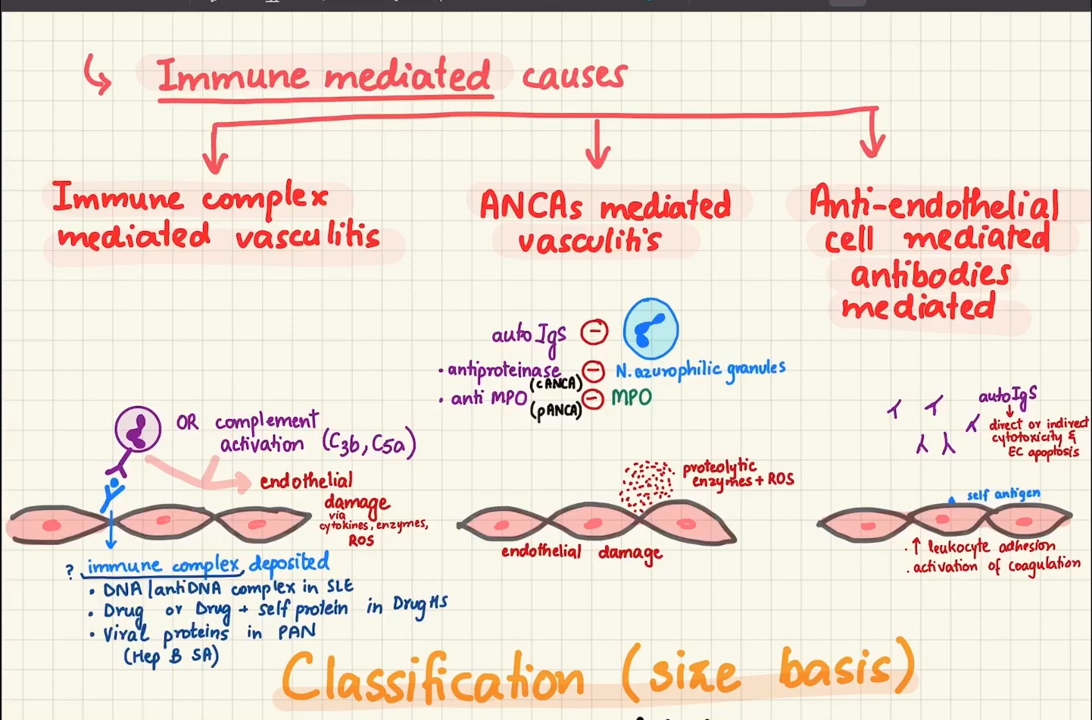 ↳ Immune mediated causes
Immune complex
mediated vasculitis
ANCAs mediated
vasculitis
Anti-endothelial
cell mediated
antibodies
mediated
OR complement
activation (C3b, C5a)
endothelial
damage
via
cytokines, enzymes,
ROS
? immune complex deposited
• DNA/antiDNA complex in SLE
• Drug or Drug + self protein in Drug HS
• Viral proteins in PAN
(Hep B SA)
auto Igs ⊖
• antiproteinase ⊖ N. azurophilic granules
(cANCA)
• anti MPO ⊖ MPO
(pANCA)
proteolytic
enzymes + ROS
endothelial damage
auto IgS
↓
direct or indirect
cytotoxicity &
EC apoptosis
self antigen
• ↑ leukocyte adhesion
• activation of coagulation
Classification (size basis)